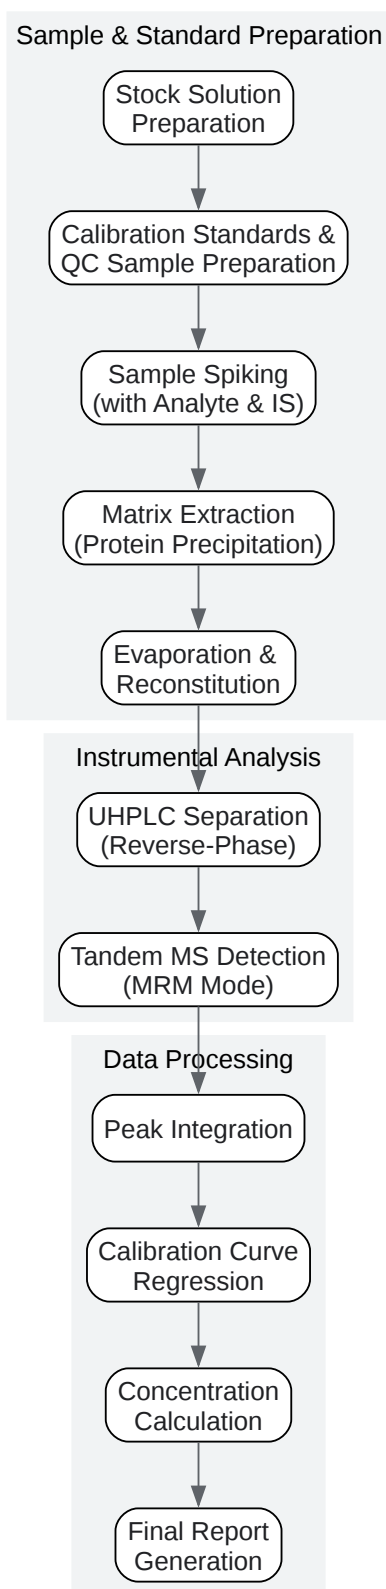 Sample & Standard Preparation
Stock Solution
Preparation
Calibration Standards &
QC Sample Preparation
Sample Spiking
(with Analyte & IS)
Matrix Extraction
(Protein Precipitation)
Evaporation &
Reconstitution
Instrumental Analysis
UHPLC Separation
(Reverse-Phase)
Tandem MS Detection
(MRM Mode)
Data Processing
Peak Integration
Calibration Curve
Regression
Concentration
Calculation
Final Report
Generation